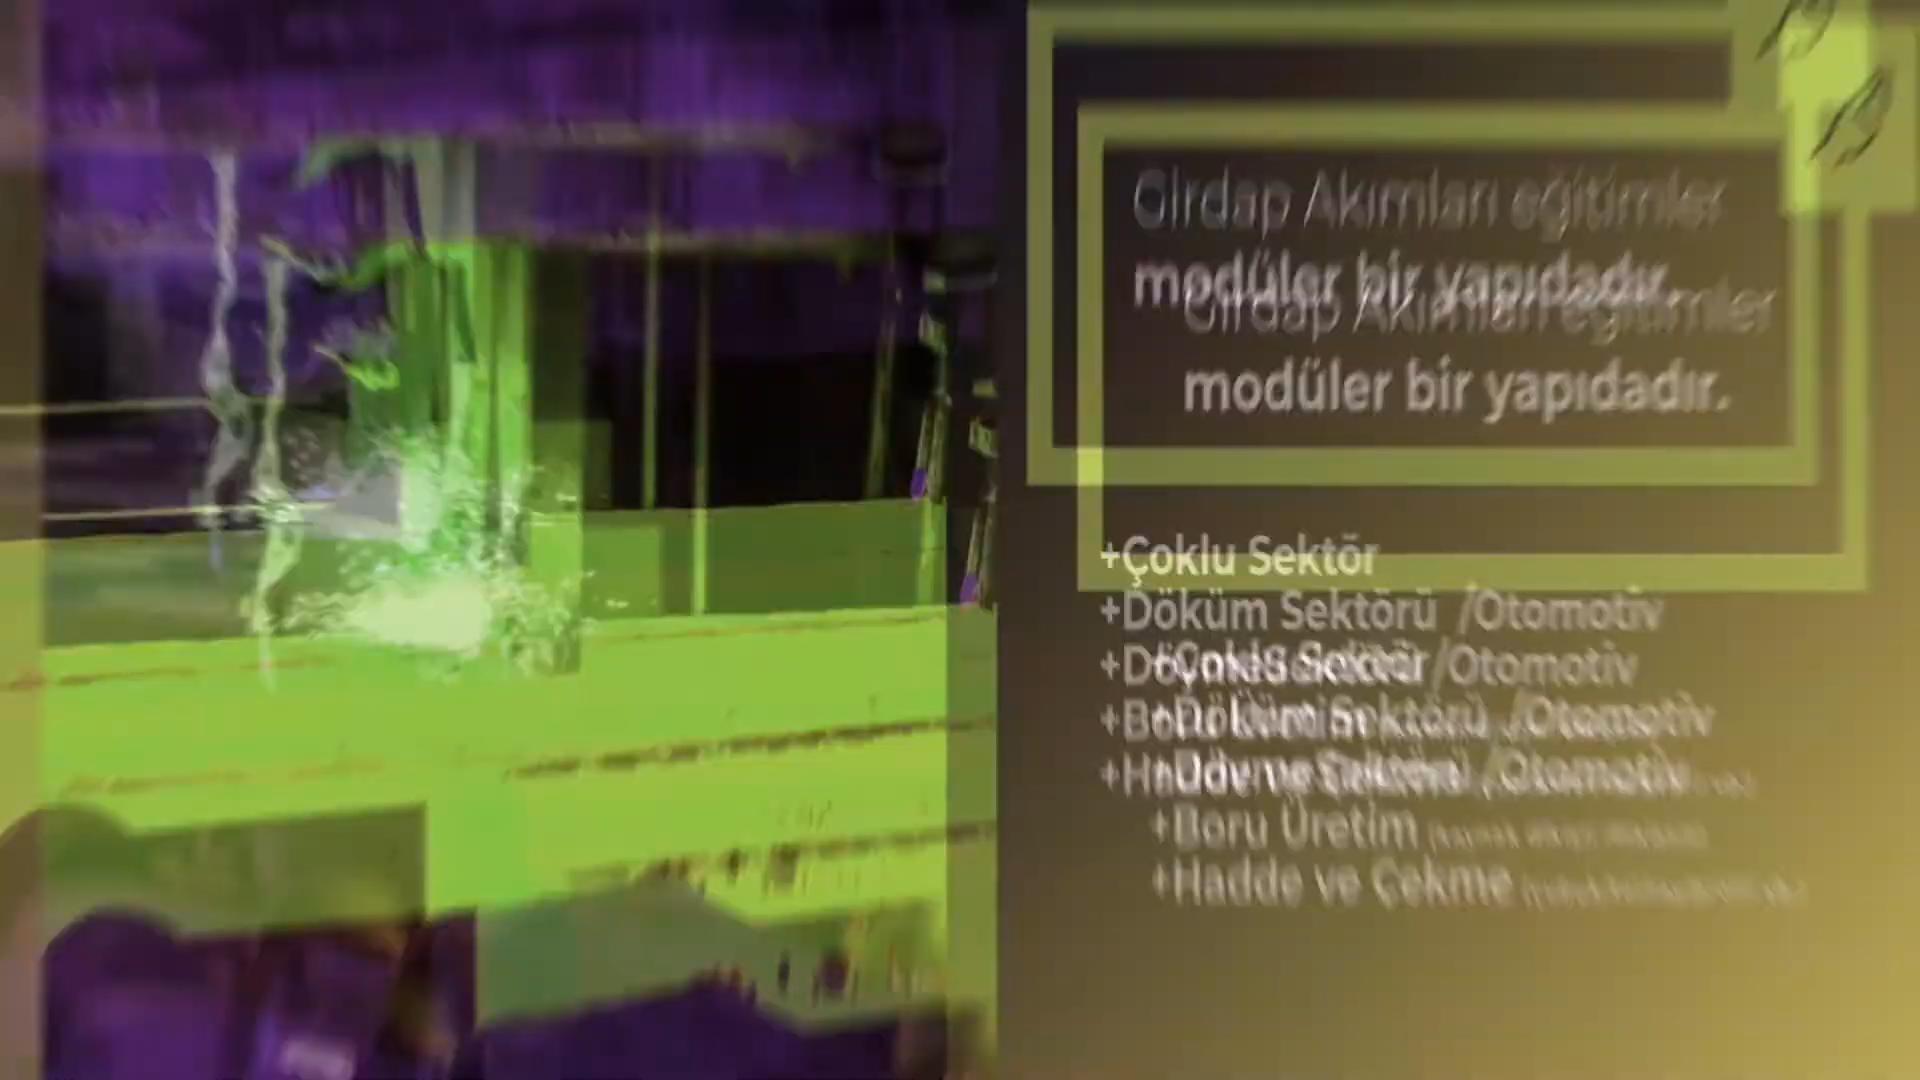 Girdap Akımları eğitimler
modüler bir yapıdadır.
+Çoklu Sektör
+Döküm Sektörü /Otomotiv
+Dövme Sektörü /Otomotiv
+Boru Üretim
+Hadde ve Çekme